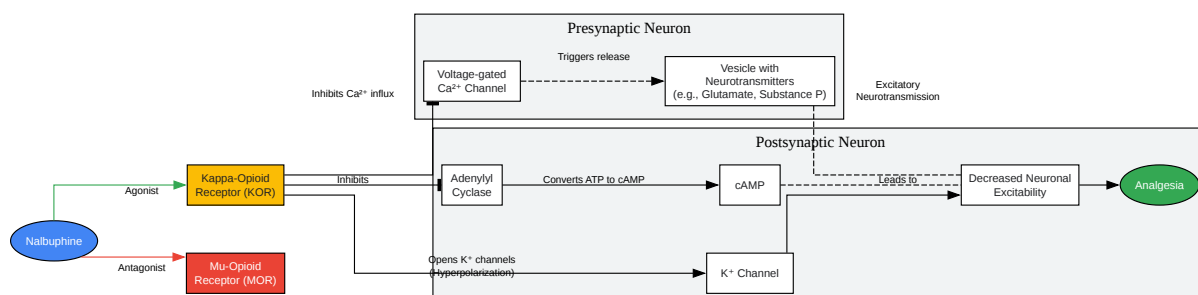 Presynaptic Neuron
Triggers release
Voltage-gated
Ca²⁺ Channel
Vesicle with
Neurotransmitters
(e.g., Glutamate, Substance P)
Inhibits Ca²⁺ influx
Excitatory
Neurotransmission
Postsynaptic Neuron
Kappa-Opioid
Receptor (KOR)
Agonist
Inhibits
Adenylyl
Cyclase
Converts ATP to cAMP
cAMP
Leads to
Decreased Neuronal
Excitability
Analgesia
Nalbuphine
Antagonist
Mu-Opioid
Receptor (MOR)
Opens K⁺ channels
(Hyperpolarization)
K⁺ Channel